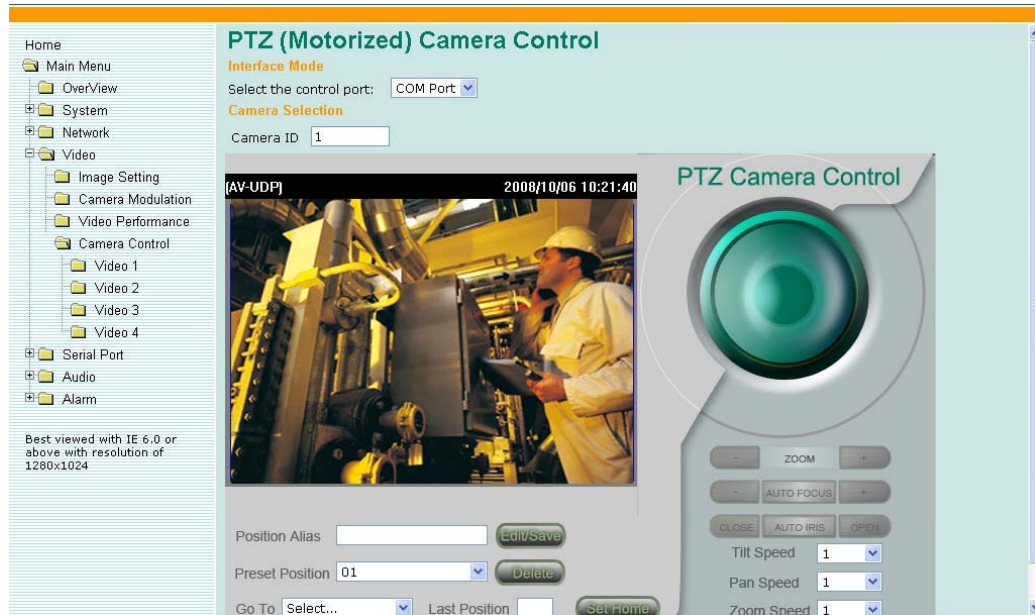 Home
Main Menu
OverView
System
Network
Video
Image Setting
Camera Modulation
Video Performance
Camera Control
Video 1
Video 2
Video 3
Video 4
Serial Port
Audio
Alarm
Best viewed with IE 6.0 or
above with resolution of
1280x1024
PTZ (Motorized) Camera Control
Interface Mode
Select the control port: COM Port
Camera Selection
Camera ID 1
(AV-UDP) 2008/10/06 10:21:40
Position Alias Edit/Save
Preset Position 01 Delete
Go To Select... Last Position Set Home
PTZ Camera Control
- ZOOM +
- AUTO FOCUS +
CLOSE AUTO IRIS OPEN
Tilt Speed 1
Pan Speed 1
Zoom Speed 1